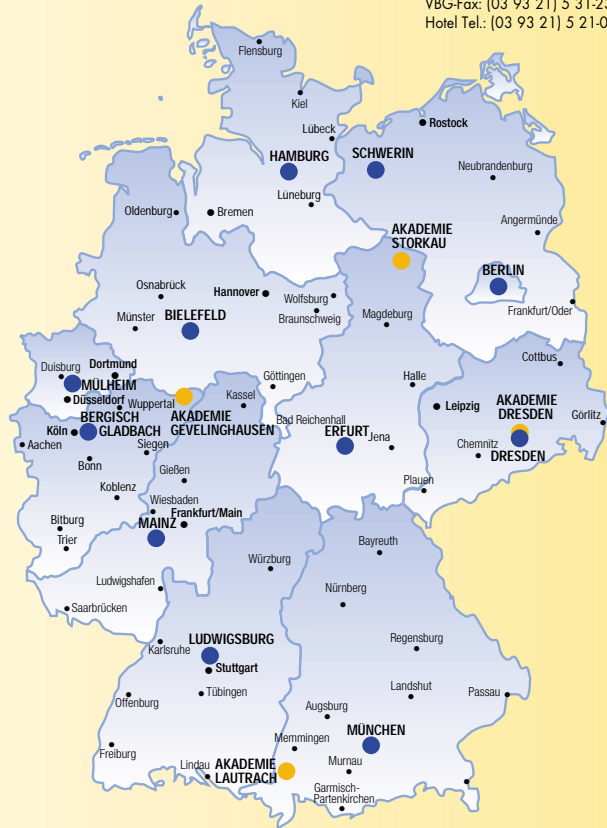 VBG-Fax: (03 93 21) 5 31-23
Hotel Tel.: (03 93 21) 5 21-0
Flensburg
Kiel
Lübeck
Rostock
HAMBURG
SCHWERIN
Neubrandenburg
Lüneburg
Oldenburg
Bremen
Angermünde
AKADEMIE
STORKAU
BERLIN
Osnabrück
Hannover
Wolfsburg
Frankfurt/Oder
Münster
BIELEFELD
Braunschweig
Magdeburg
Cottbus
Duisburg
Dortmund
MÜLHEIM
Göttingen
Halle
Düsseldorf
Wuppertal
Kassel
Leipzig
AKADEMIE
DRESDEN
Görlitz
BERGISCH
GLADBACH
AKADEMIE
GEVELINGHAUSEN
Bad Reichenhall
ERFURT
Jena
Köln
Aachen
Siegen
Chemnitz
DRESDEN
Bonn
Gießen
Plauen
Koblenz
Wiesbaden
Frankfurt/Main
Bitburg
MAINZ
Trier
Bayreuth
Würzburg
Ludwigshafen
Nürnberg
Saarbrücken
Karlsruhe
LUDWIGSBURG
Regensburg
Stuttgart
Offenburg
Tübingen
Landshut
Passau
Augsburg
MÜNCHEN
Freiburg
Memmingen
Lindau
AKADEMIE
LAUTRACH
Murnau
Garmisch-
Partenkirchen